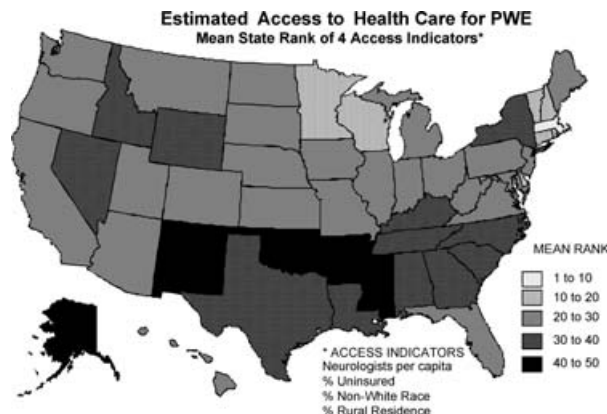 Estimated Access to Health Care for PWE
Mean State Rank of 4 Access Indicators*
MEAN RANK
1 to 10
10 to 20
20 to 30
30 to 40
40 to 50
* ACCESS INDICATORS
Neurologists per capita
% Uninsured
% Non-White Race
% Rural Residence